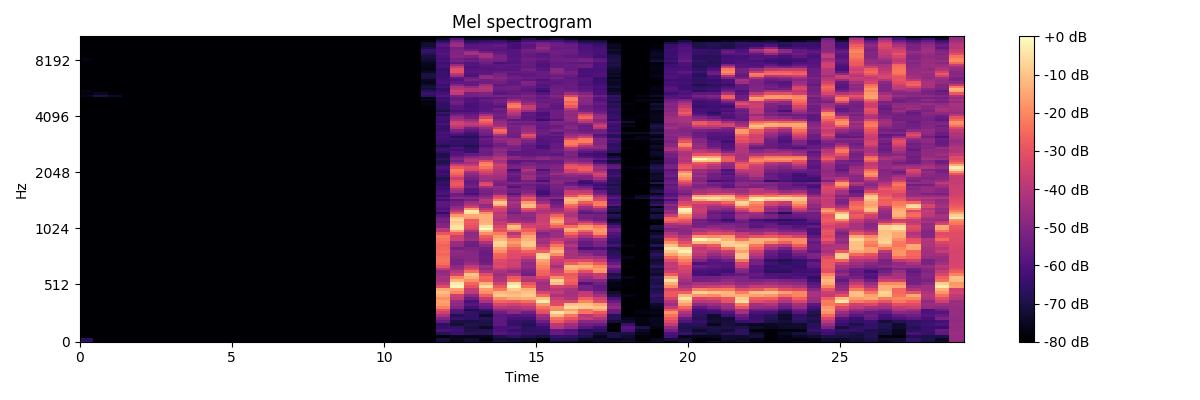 Mel spectrogram
8192
4096
2048
1024
512
0
Hz
0 5 10 15 20 25
Time
+0 dB
-10 dB
-20 dB
-30 dB
-40 dB
-50 dB
-60 dB
-70 dB
-80 dB